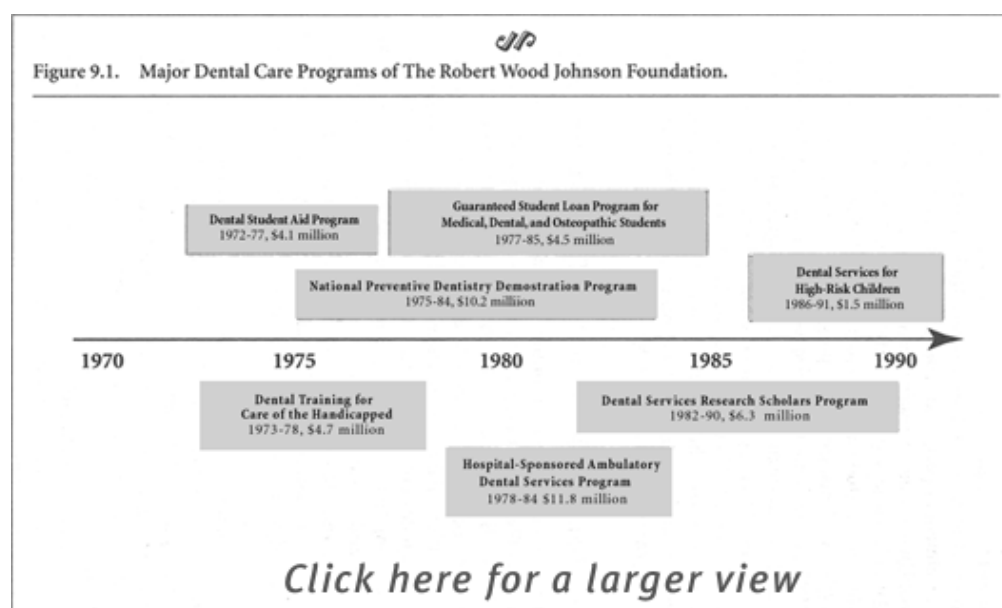 Figure 9.1. Major Dental Care Programs of The Robert Wood Johnson Foundation.
Dental Student Aid Program
1972-77, $4.1 million
Guaranteed Student Loan Program for
Medical, Dental, and Osteopathic Students
1977-85, $4.5 million
National Preventive Dentistry Demostration Program
1975-84, $10.2 milliion
Dental Services for
High-Risk Children
1986-91, $1.5 million
1970 1975 1980 1985 1990
Dental Training for
Care of the Handicapped
1973-78, $4.7 million
Dental Services Research Scholars Program
1982-90, $6.3 million
Hospital-Sponsored Ambulatory
Dental Services Program
1978-84 $11.8 million
Click here for a larger view